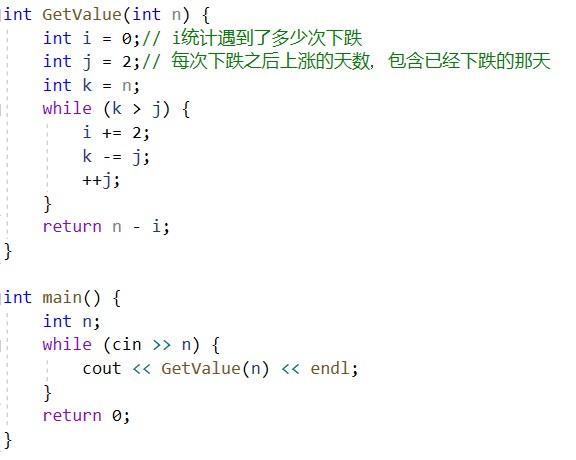 int GetValue(int n) {
    int i = 0;// i统计遇到了多少次下跌
    int j = 2;// 每次下跌之后上涨的天数，包含已经下跌的那天
    int k = n;
    while (k > j) {
        i += 2;
        k -= j;
        ++j;
    }
    return n - i;
}

int main() {
    int n;
    while (cin >> n) {
        cout << GetValue(n) << endl;
    }
    return 0;
}